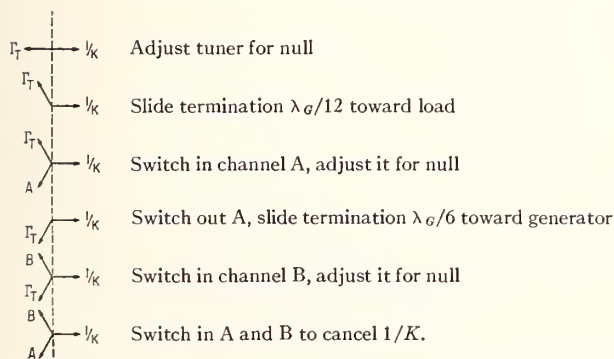 Γ_T 1/K Adjust tuner for null
Γ_T 1/K Slide termination λ_G/12 toward load
Γ_T A 1/K Switch in channel A, adjust it for null
Γ_T 1/K Switch out A, slide termination λ_G/6 toward generator
B Γ_T 1/K Switch in channel B, adjust it for null
B A 1/K Switch in A and B to cancel 1/K.